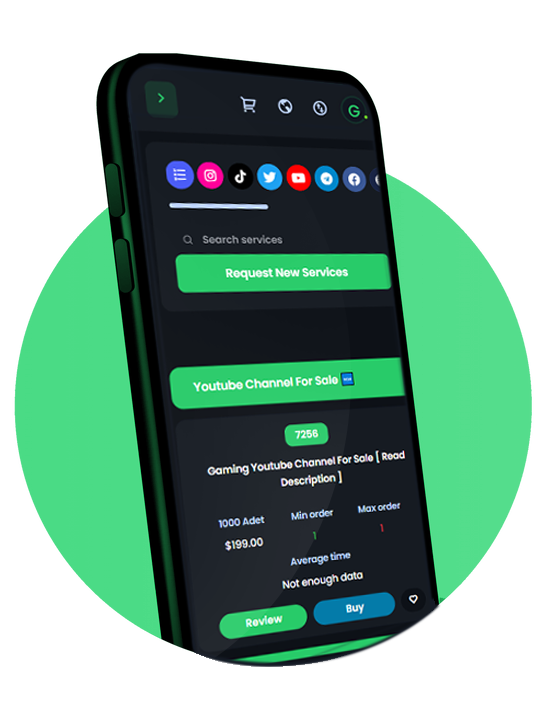 G
Search services
Request New Services
Youtube Channel For Sale 🆕
7256
Gaming Youtube Channel For Sale [ Read
Description ]
1000 Adet
Min order
Max order
$199.00
1
1
Average time
Not enough data
Review
Buy